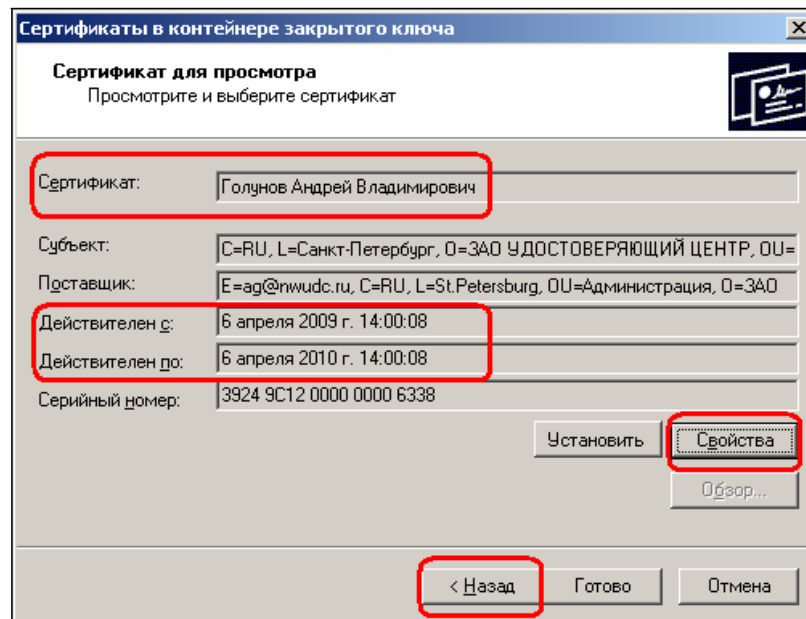 Сертификаты в контейнере закрытого ключа
Сертификат для просмотра
Просмотрите и выберите сертификат
Сертификат: Голунов Андрей Владимирович
Субъект: C=RU, L=Санкт-Петербург, O=ЗАО УДОСТОВЕРЯЮЩИЙ ЦЕНТР, OU=
Поставщик: E=ag@nwudc.ru, C=RU, L=St.Petersburg, OU=Администрация, O=ЗАО
Действителен с: 6 апреля 2009 г. 14:00:08
Действителен по: 6 апреля 2010 г. 14:00:08
Серийный номер: 3924 9C12 0000 0000 6338
Установить Свойства
Обзор...
< Назад Готово Отмена